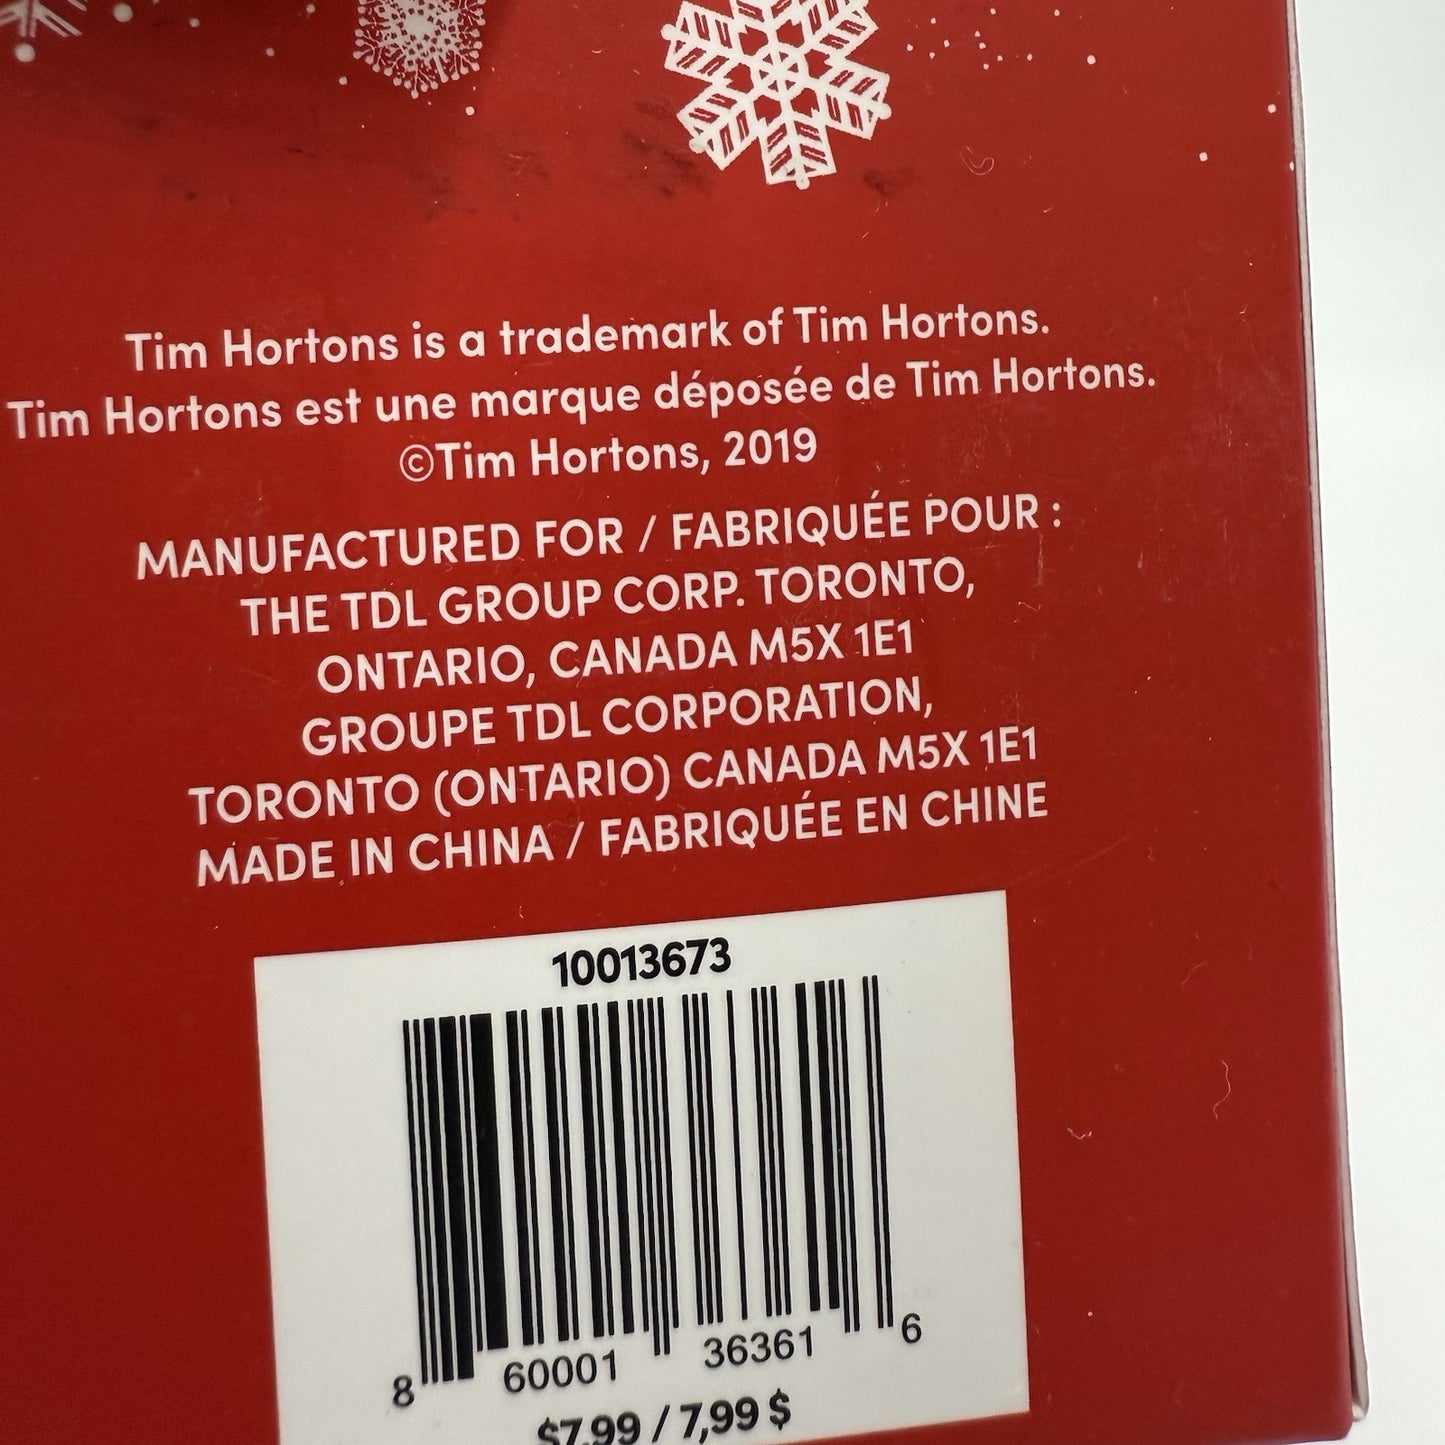 Tim Hortons is a trademark of Tim Hortons.
Tim Hortons est une marque déposée de Tim Hortons.
©Tim Hortons, 2019
MANUFACTURED FOR / FABRIQUÉE POUR :
THE TDL GROUP CORP. TORONTO,
ONTARIO, CANADA M5X 1E1
GROUPE TDL CORPORATION,
TORONTO (ONTARIO) CANADA M5X 1E1
MADE IN CHINA / FABRIQUÉE EN CHINE
10013673
8 60001 36361 6
$7.99 / 7,99 $